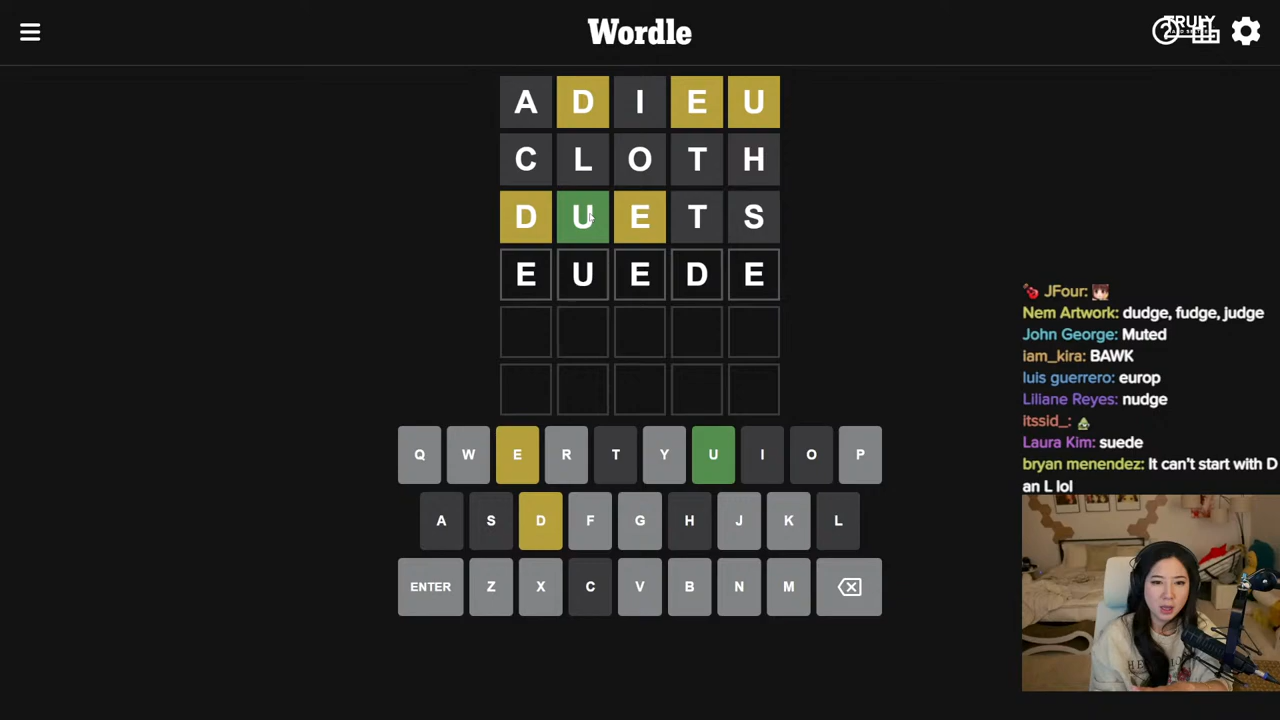 Wordle
TRULY
?
A D I E U
C L O T H
D U E T S
E U E D E
Q W E R T Y U I O P
A S D F G H J K L
ENTER Z X C V B N M
JFour:
Nem Artwork: dudge, fudge, judge
John George: Muted
iam_kira: BAWK
luis guerrero: europ
Liliane Reyes: nudge
itssid_:
Laura Kim: suede
bryan menendez: It can't start with D
an L lol